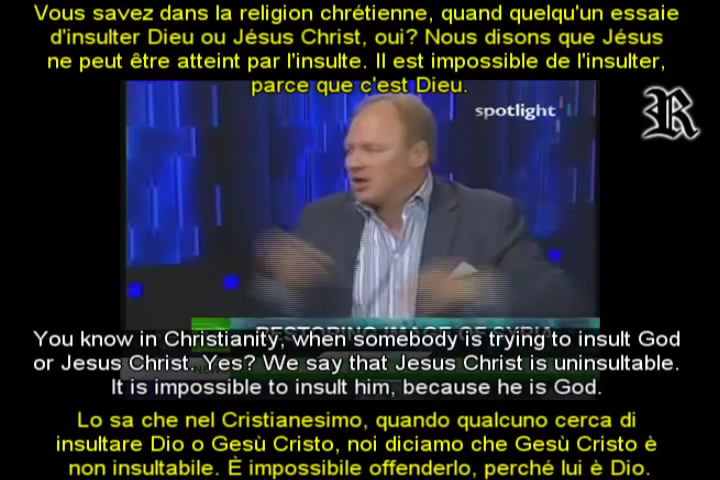 Vous savez dans la religion chrétienne, quand quelqu'un essaie
d'insulter Dieu ou Jésus Christ, oui? Nous disons que Jésus
ne peut être atteint par l'insulte. Il est impossible de l'insulter,
parce que c'est Dieu.
spotlight
R
RESTORING IMAGE OF SYRIA
You know in Christianity, when somebody is trying to insult God
or Jesus Christ. Yes? We say that Jesus Christ is uninsultable.
It is impossible to insult him, because he is God.
Lo sa che nel Cristianesimo, quando qualcuno cerca di
insultare Dio o Gesù Cristo, noi diciamo che Gesù Cristo è
non insultabile. È impossibile offenderlo, perché lui è Dio.